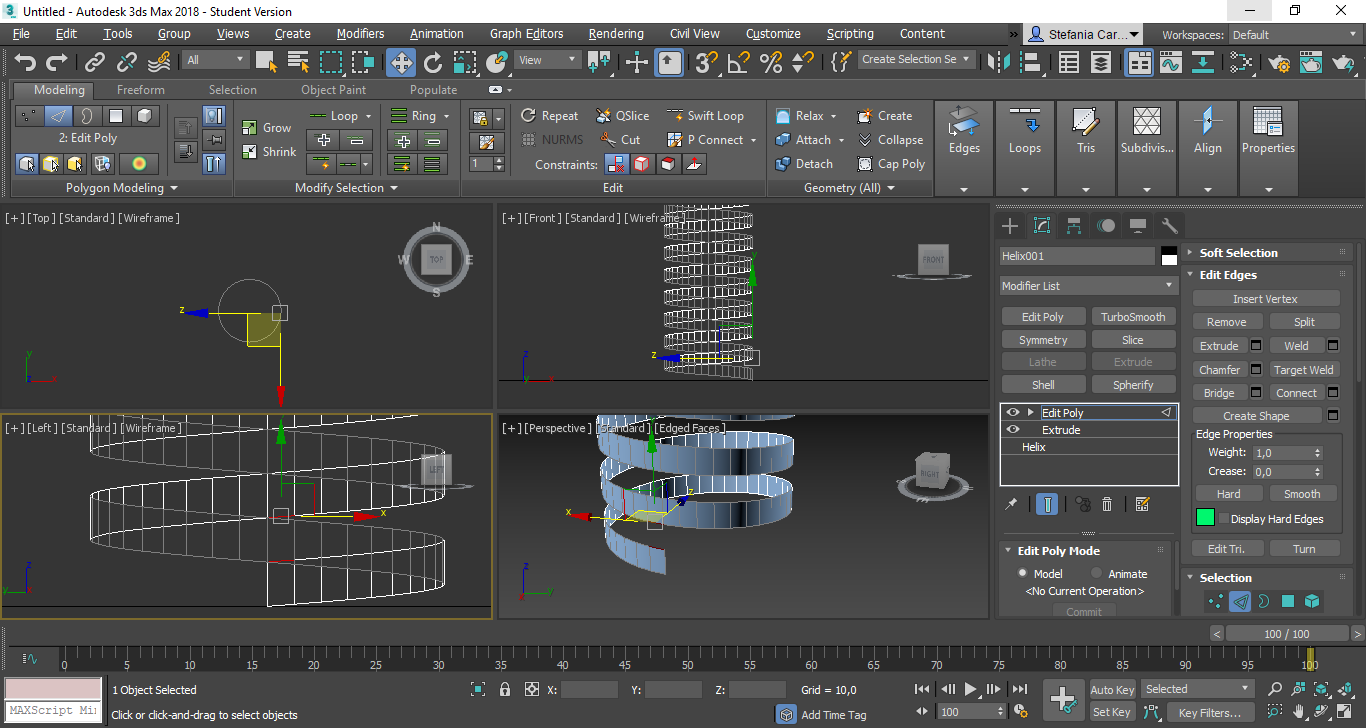 3 Untitled - Autodesk 3ds Max 2018 - Student Version
File Edit Tools Group Views Create Modifiers Animation Graph Editors Rendering Civil View Customize Scripting Content » Stefania Car... Workspaces: Default
All View 3 % Create Selection Se
Modeling Freeform Selection Object Paint Populate
2: Edit Poly
Polygon Modeling
Grow
Shrink
Loop
Ring
Modify Selection
1
Repeat QSlice Swift Loop
NURMS Cut P Connect
Constraints:
Edit
Relax Create
Attach Collapse
Detach Cap Poly
Geometry (All)
Edges Loops Tris Subdivis... Align Properties
[+] [Top] [Standard] [Wireframe]
N
W TOP E
S
z
y
z x
[+] [Front] [Standard] [Wireframe]
FRONT
y
z
z
y x
[+] [Left] [Standard] [Wireframe]
LEFT
x
z
y x
[+] [Perspective] [Standard] [Edged Faces]
RIGHT
x
z
z
x y
Helix001
Modifier List
Edit Poly TurboSmooth
Symmetry Slice
Lathe Extrude
Shell Spherify
Edit Poly
Extrude
Helix
Edit Poly Mode
Model Animate
<No Current Operation>
Commit
Soft Selection
Edit Edges
Insert Vertex
Remove Split
Extrude Weld
Chamfer Target Weld
Bridge Connect
Create Shape
Edge Properties
Weight: 1,0
Crease: 0,0
Hard Smooth
Display Hard Edges
Edit Tri. Turn
Selection
< 100 / 100 >
0 5 10 15 20 25 30 35 40 45 50 55 60 65 70 75 80 85 90 95 100
1 Object Selected
X: Y: Z: Grid = 10,0
Auto Key Selected
MAXScript Mi
Click or click-and-drag to select objects
Add Time Tag
100
Set Key Key Filters...